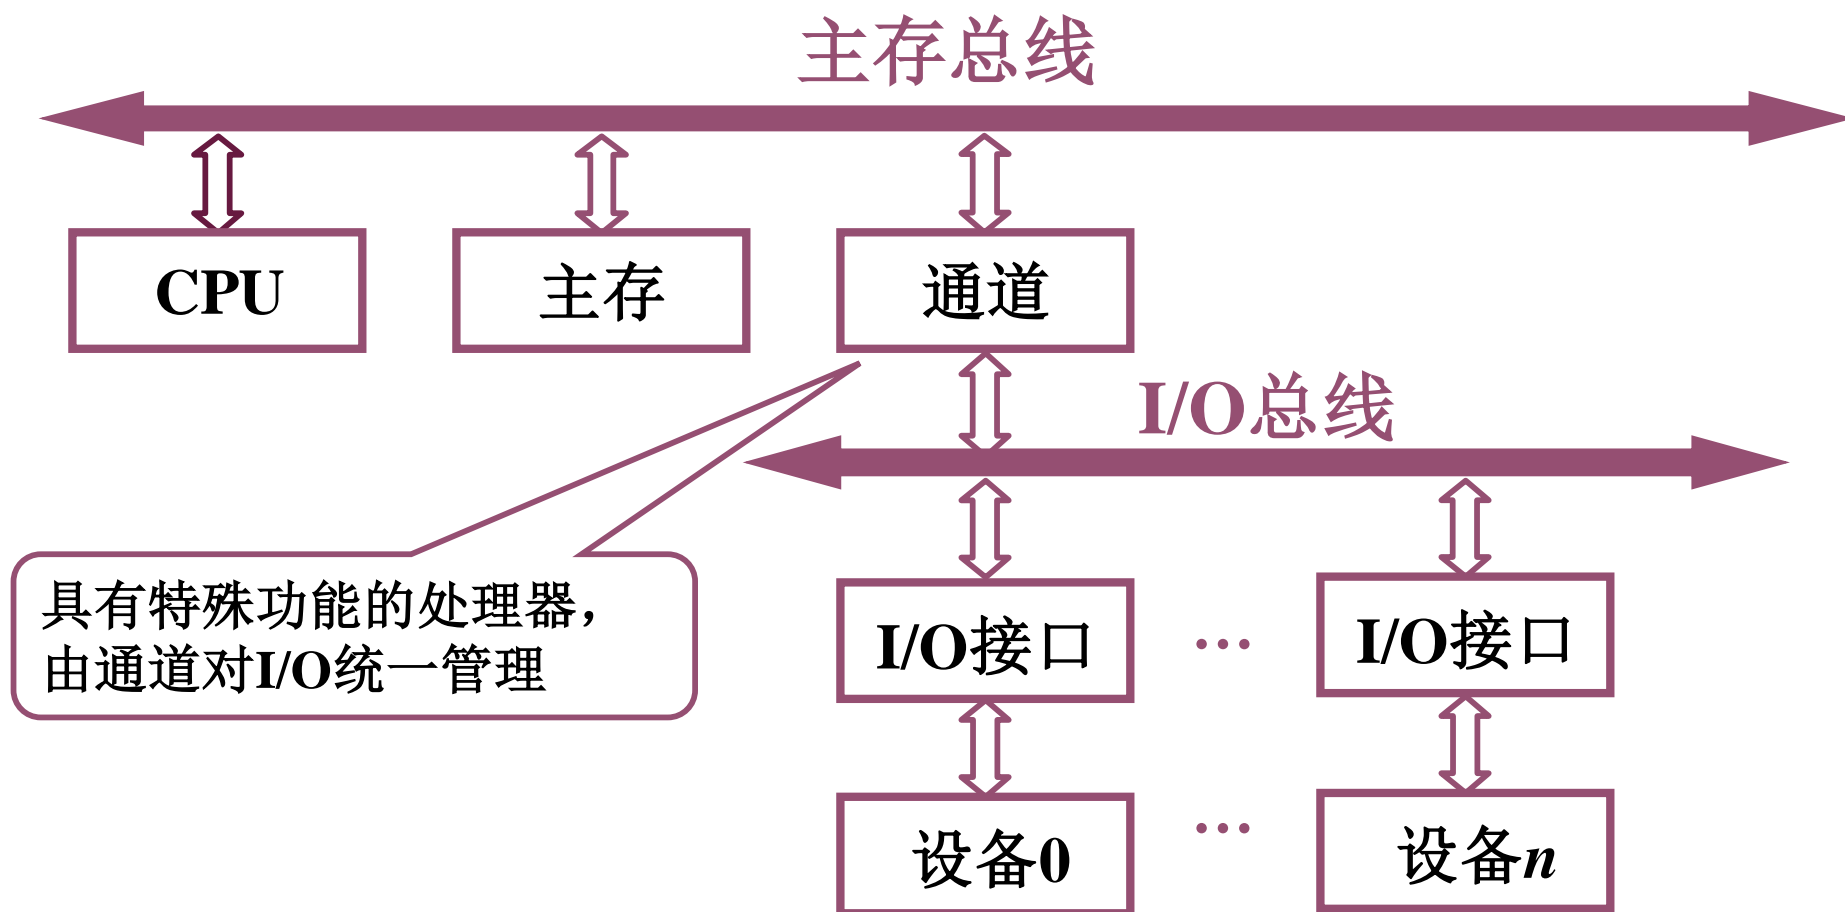 主存总线
CPU
主存
通道
I/O总线
具有特殊功能的处理器，
由通道对I/O统一管理
I/O接口
…
I/O接口
设备0
…
设备n